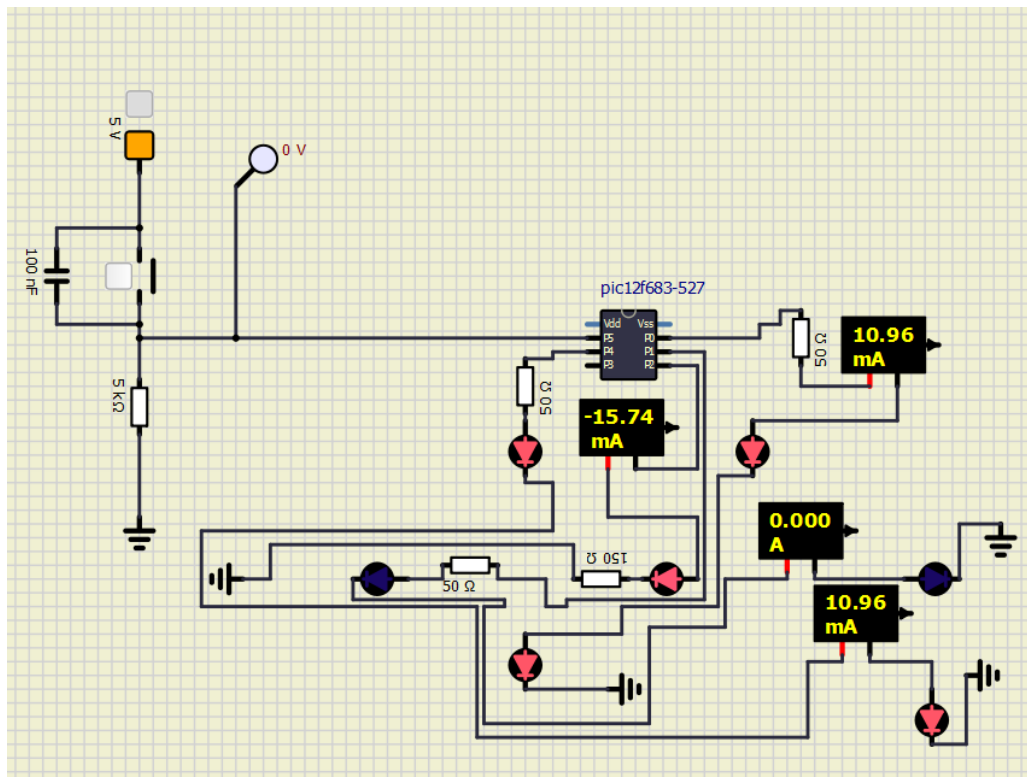 5 V
0 V
100 nF
5 kΩ
pic12f683-527
Vdd Vss
P5 P0
P4 P1
P3 P2
50 Ω
10.96
mA
50 Ω
-15.74
mA
0.000
A
150 Ω
50 Ω
10.96
mA